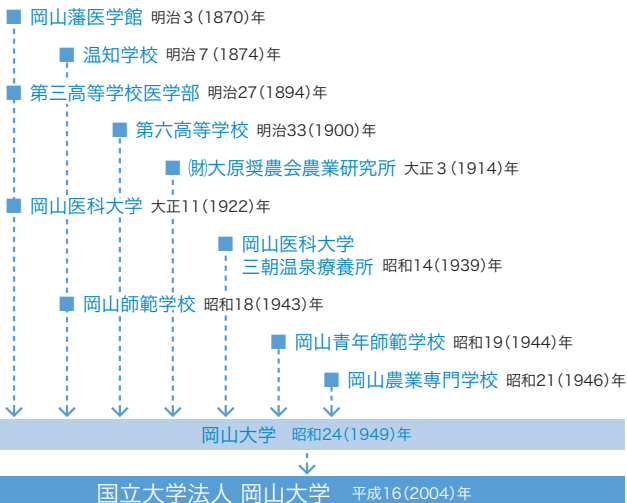 岡山藩医学館 明治3(1870)年
温知学校 明治7(1874)年
第三高等学校医学部 明治27(1894)年
第六高等学校 明治33(1900)年
㈶大原奨農会農業研究所 大正3(1914)年
岡山医科大学 大正11(1922)年
岡山医科大学
三朝温泉療養所 昭和14(1939)年
岡山師範学校 昭和18(1943)年
岡山青年師範学校 昭和19(1944)年
岡山農業専門学校 昭和21(1946)年
岡山大学 昭和24(1949)年
国立大学法人 岡山大学 平成16(2004)年